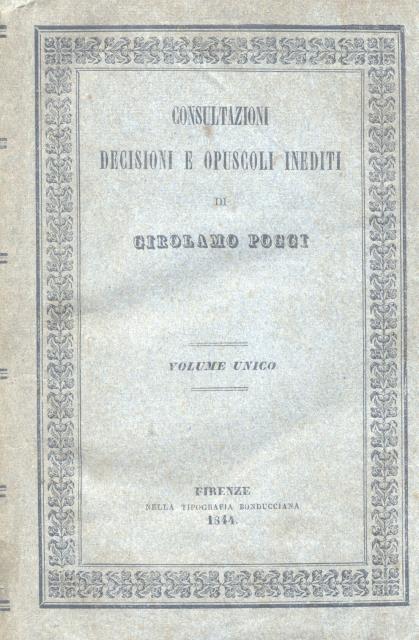 CONSULTAZIONI
DECISIONI E OPUSCOLI INEDITI
DI
GIROLAMO POGGI
VOLUME UNICO
FIRENZE
NELLA TIPOGRAFIA BONDUCCIANA
1844.